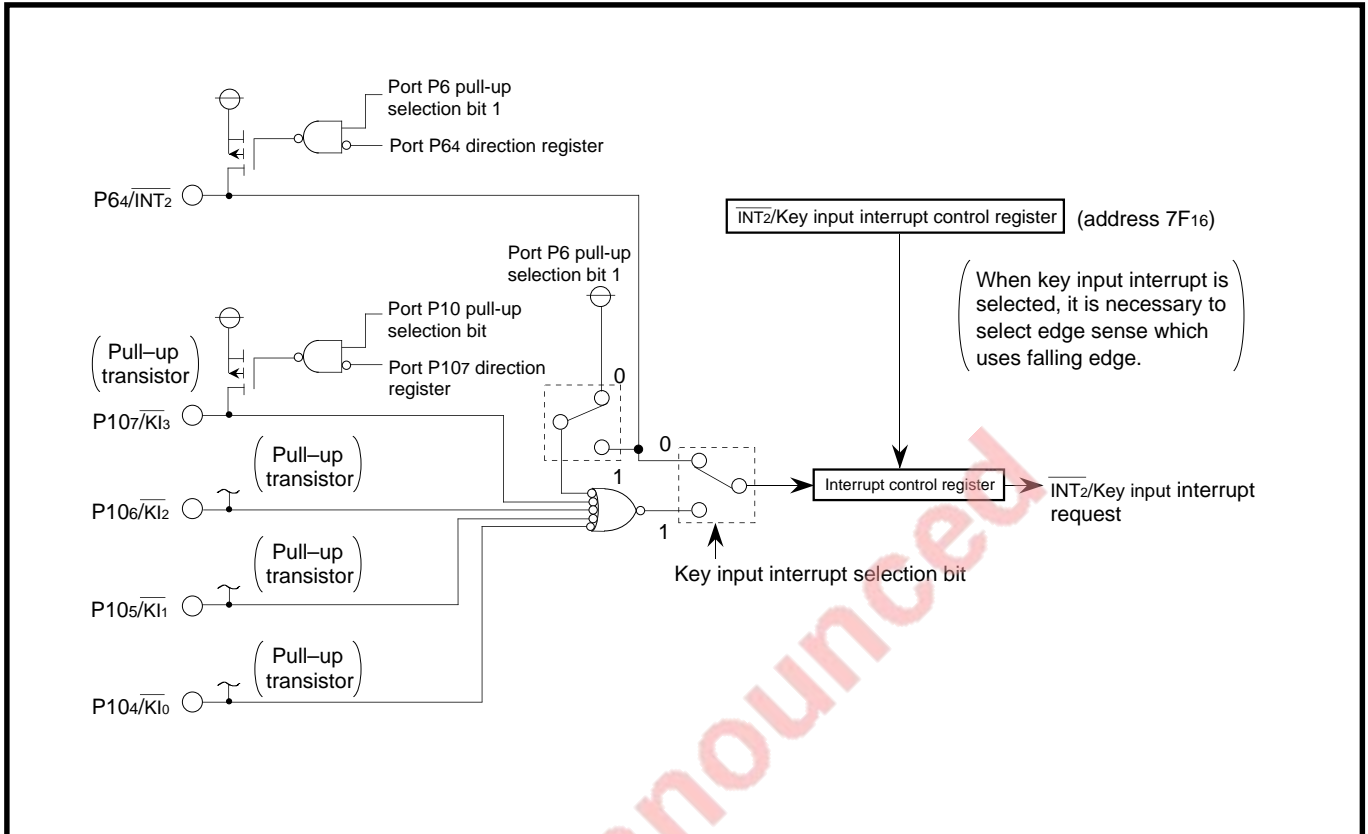 Port P6 pull-up
selection bit 1
Port P64 direction register
P64/INT2
INT2/Key input interrupt control register (address 7F16)
Port P6 pull-up
selection bit 1
When key input interrupt is
selected, it is necessary to
select edge sense which
uses falling edge.
Port P10 pull-up
selection bit
Port P107 direction
register
Pull–up
transistor
P107/KI3
0
1
0
1
Interrupt control register
INT2/Key input interrupt
request
Key input interrupt selection bit
Pull–up
transistor
P106/KI2
Pull–up
transistor
P105/KI1
Pull–up
transistor
P104/KI0
nounced